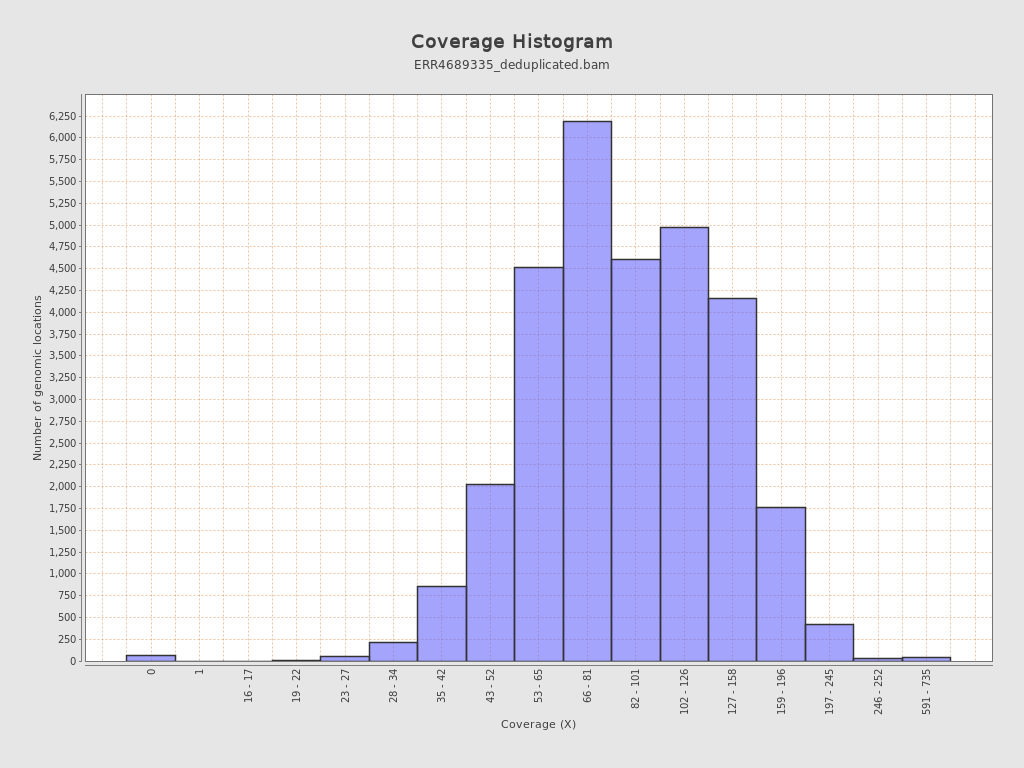 Coverage Histogram
ERR4689335_deduplicated.bam
Number of genomic locations
6,250
6,000
5,750
5,500
5,250
5,000
4,750
4,500
4,250
4,000
3,750
3,500
3,250
3,000
2,750
2,500
2,250
2,000
1,750
1,500
1,250
1,000
750
500
250
0
0
1
16 - 17
19 - 22
23 - 27
28 - 34
35 - 42
43 - 52
53 - 65
66 - 81
82 - 101
102 - 126
127 - 158
159 - 196
197 - 245
246 - 252
591 - 735
Coverage (X)